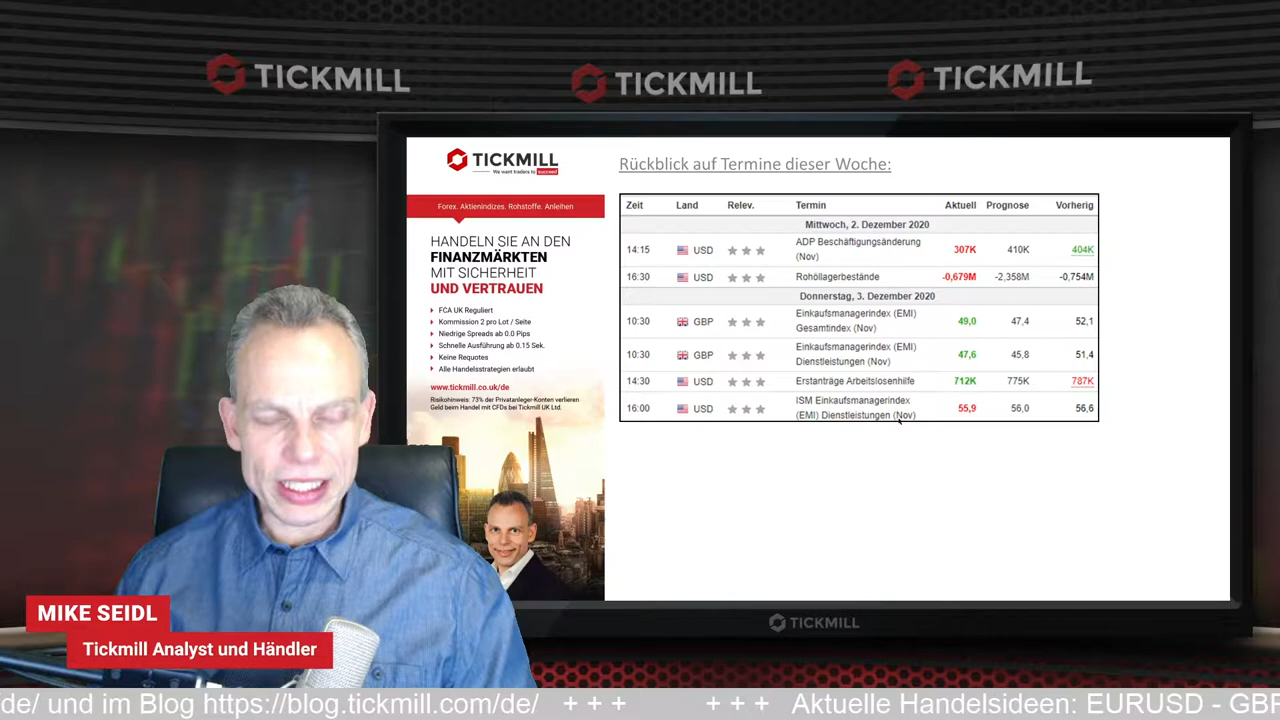 TICKMILL
TICKMILL
TICKMILL
TICKMILL
We want traders to succeed
Forex. Aktienindizes. Rohstoffe. Anleihen
HANDELN SIE AN DEN
FINANZMÄRKTEN
MIT SICHERHEIT
UND VERTRAUEN
FCA UK Reguliert
Kommission 2 pro Lot / Seite
Niedrige Spreads ab 0.0 Pips
Schnelle Ausführung ab 0.15 Sek.
Keine Requotes
Alle Handelsstrategien erlaubt
www.tickmill.co.uk/de
Risikohinweis: 73% der Privatanleger-Konten verlieren
Geld beim Handel mit CFDs bei Tickmill UK Ltd.
Rückblick auf Termine dieser Woche:
Zeit Land Relev. Termin Aktuell Prognose Vorherig
Mittwoch, 2. Dezember 2020
14:15 USD ADP Beschäftigungsänderung (Nov) 307K 410K 404K
16:30 USD Rohöllagerbestände -0,679M -2,358M -0,754M
Donnerstag, 3. Dezember 2020
10:30 GBP Einkaufsmanagerindex (EMI) Gesamtindex (Nov) 49,0 47,4 52,1
10:30 GBP Einkaufsmanagerindex (EMI) Dienstleistungen (Nov) 47,6 45,8 51,4
14:30 USD Erstanträge Arbeitslosenhilfe 712K 775K 787K
16:00 USD ISM Einkaufsmanagerindex (EMI) Dienstleistungen (Nov) 55,9 56,0 56,6
TICKMILL
MIKE SEIDL
Tickmill Analyst und Händler
de/ und im Blog https://blog.tickmill.com/de/ +++ +++ Aktuelle Handelsideen: EURUSD - GBP